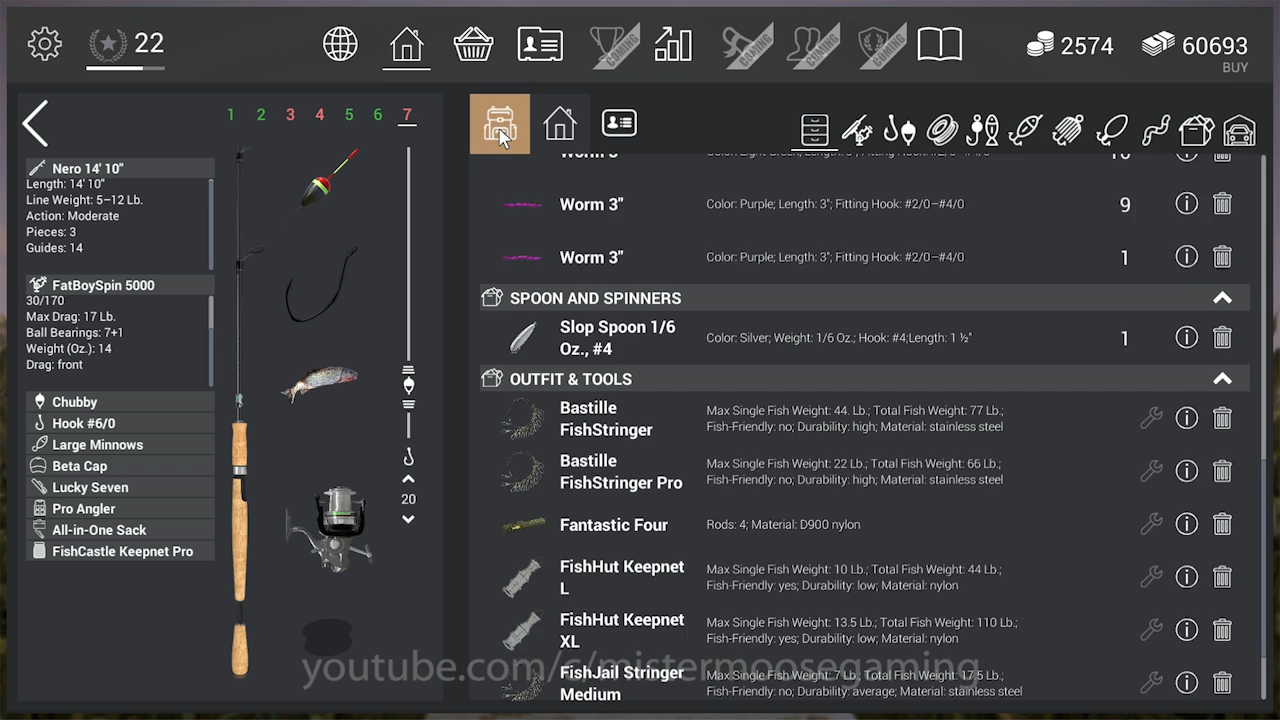 22
COMING
COMING
COMING
COMING
2574
60693
BUY
1 2 3 4 5 6 7
Nero 14' 10"
Length: 14' 10"
Line Weight: 5–12 Lb.
Action: Moderate
Pieces: 3
Guides: 14
FatBoySpin 5000
30/170
Max Drag: 17 Lb.
Ball Bearings: 7+1
Weight (Oz.): 14
Drag: front
Chubby
Hook #6/0
Large Minnows
Beta Cap
Lucky Seven
Pro Angler
All-in-One Sack
FishCastle Keepnet Pro
20
Worm 3"
Worm 3" Color: Purple; Length: 3"; Fitting Hook: #2/0–#4/0 9
Worm 3" Color: Purple; Length: 3"; Fitting Hook: #2/0–#4/0 1
SPOON AND SPINNERS
Slop Spoon 1/6
Oz., #4
Color: Silver; Weight: 1/6 Oz.; Hook: #4;Length: 1 ½" 1
OUTFIT & TOOLS
Bastille
FishStringer
Max Single Fish Weight: 44. Lb.; Total Fish Weight: 77 Lb.;
Fish-Friendly: no; Durability: high; Material: stainless steel
Bastille
FishStringer Pro
Max Single Fish Weight: 22 Lb.; Total Fish Weight: 66 Lb.;
Fish-Friendly: no; Durability: high; Material: stainless steel
Fantastic Four Rods: 4; Material: D900 nylon
FishHut Keepnet
L
Max Single Fish Weight: 10 Lb.; Total Fish Weight: 44 Lb.;
Fish-Friendly: yes; Durability: low; Material: nylon
FishHut Keepnet
XL
Max Single Fish Weight: 13.5 Lb.; Total Fish Weight: 110 Lb.;
Fish-Friendly: yes; Durability: low; Material: nylon
FishJail Stringer
Medium
Max Single Fish Weight: 7 Lb.; Total Fish Weight: 17.5 Lb.;
Fish-Friendly: no; Durability: average; Material: stainless steel
youtube.com/c/mistermoosegaming